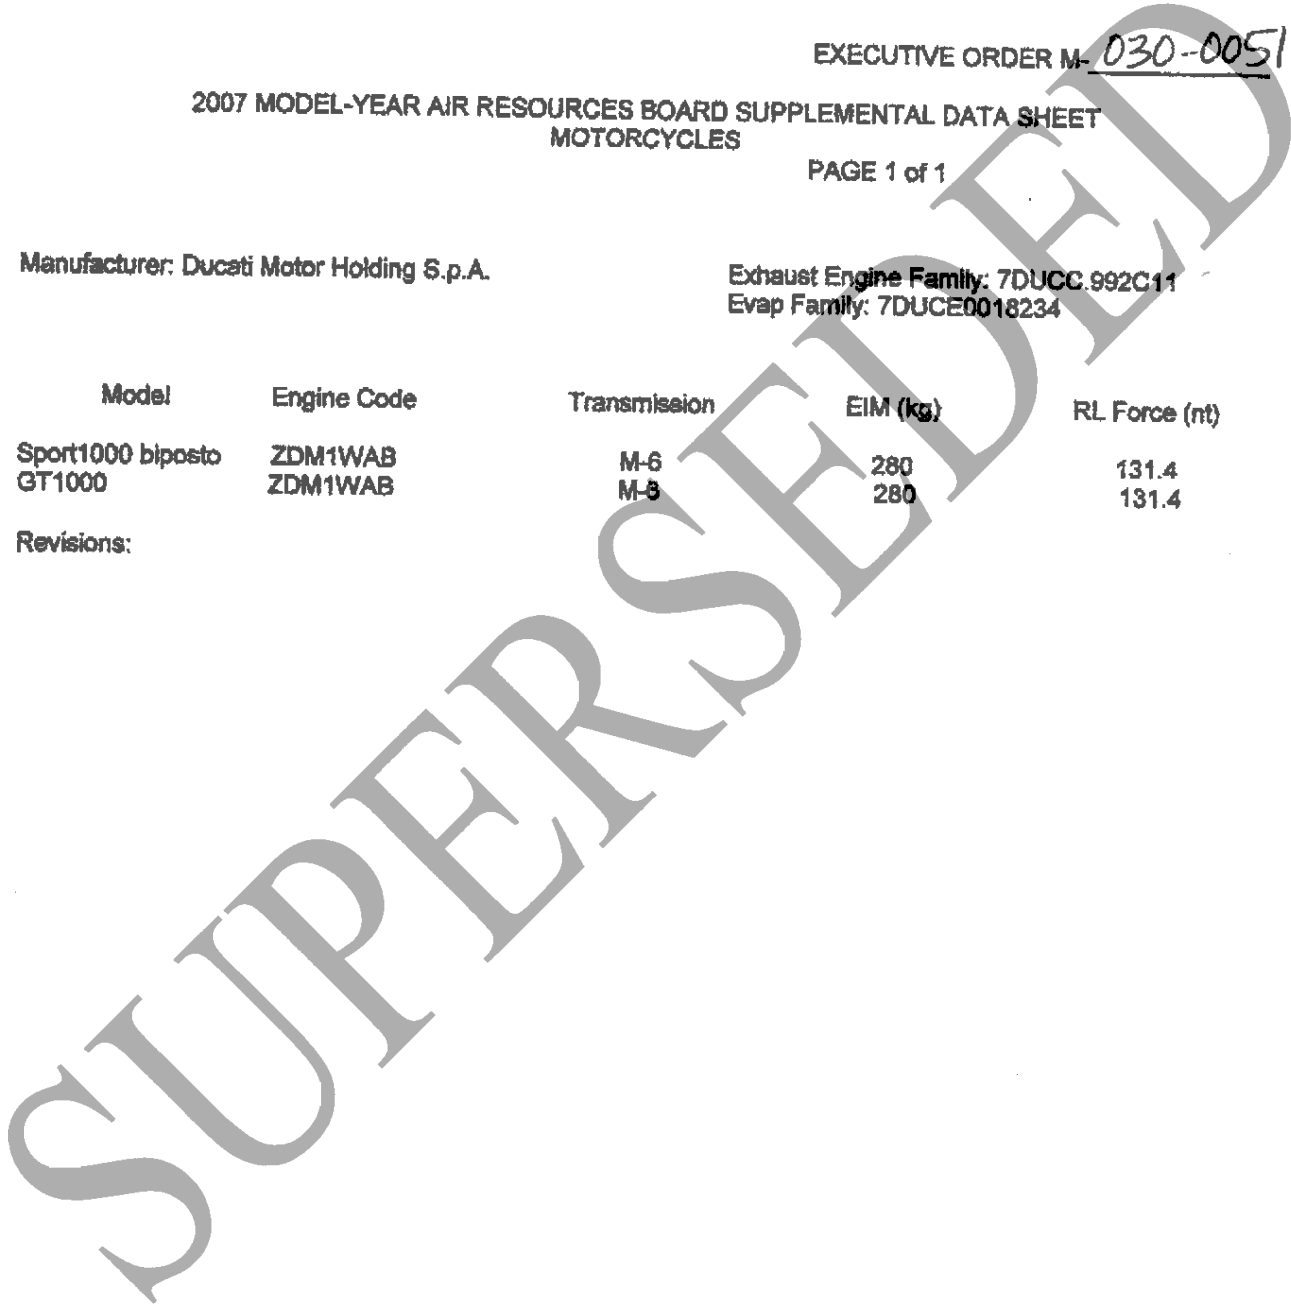 EXECUTIVE ORDER M- 030-0051
2007 MODEL-YEAR AIR RESOURCES BOARD SUPPLEMENTAL DATA SHEET
MOTORCYCLES
PAGE 1 of 1
Manufacturer: Ducati Motor Holding S.p.A.
Exhaust Engine Family: 7DUCC.992C11
Evap Family: 7DUCE0018234
Model Engine Code Transmission EIM (kg) RL Force (nt)
Sport1000 biposto ZDM1WAB M-6 280 131.4
GT1000 ZDM1WAB M-6 280 131.4
Revisions:
SUPERSEDED